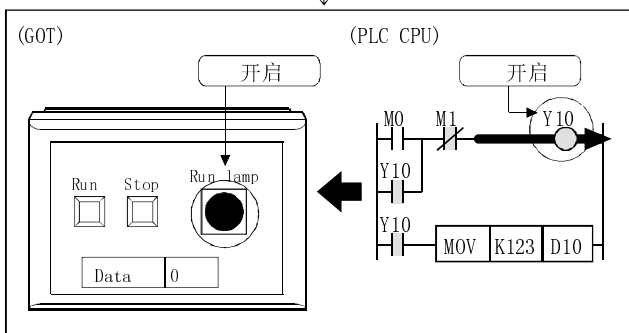 (GOT)
(PLC CPU)
开启
开启
M0
M1
Y10
Run
Stop
Run lamp
Y10
Y10
MOV
K123
D10
Data
0